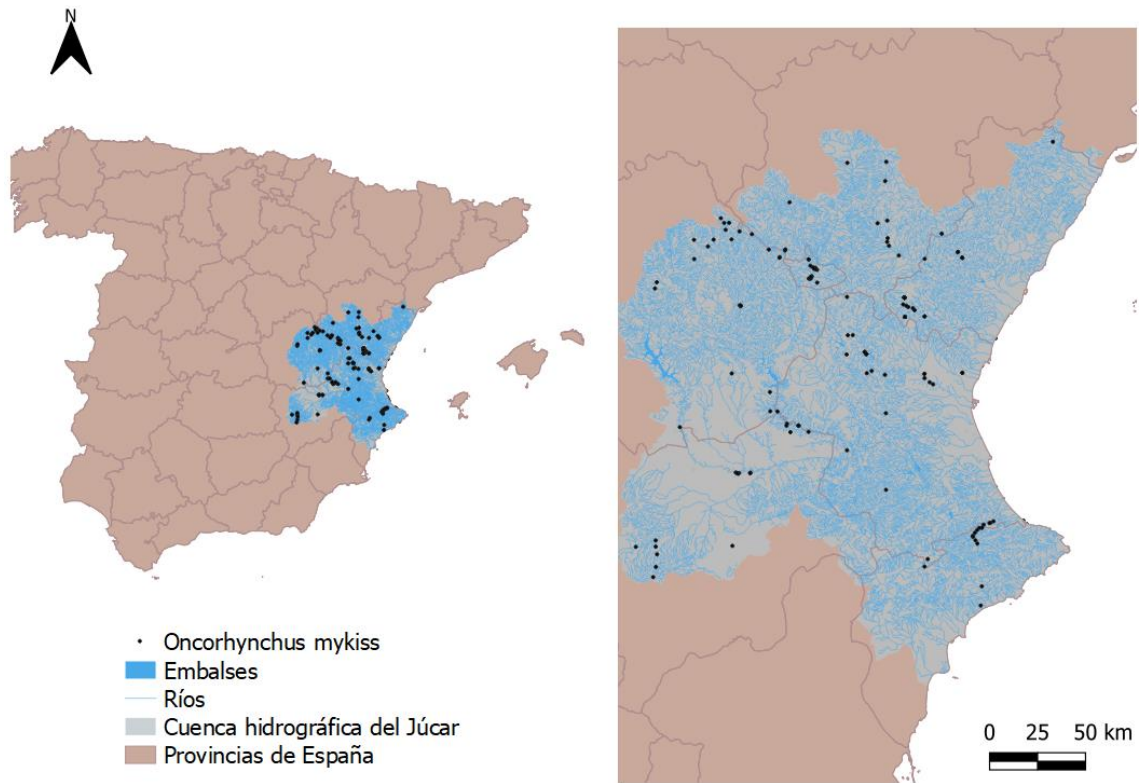 N
Oncorhynchus mykiss
Embalses
Ríos
Cuenca hidrográfica del Júcar
Provincias de España
0 25 50 km